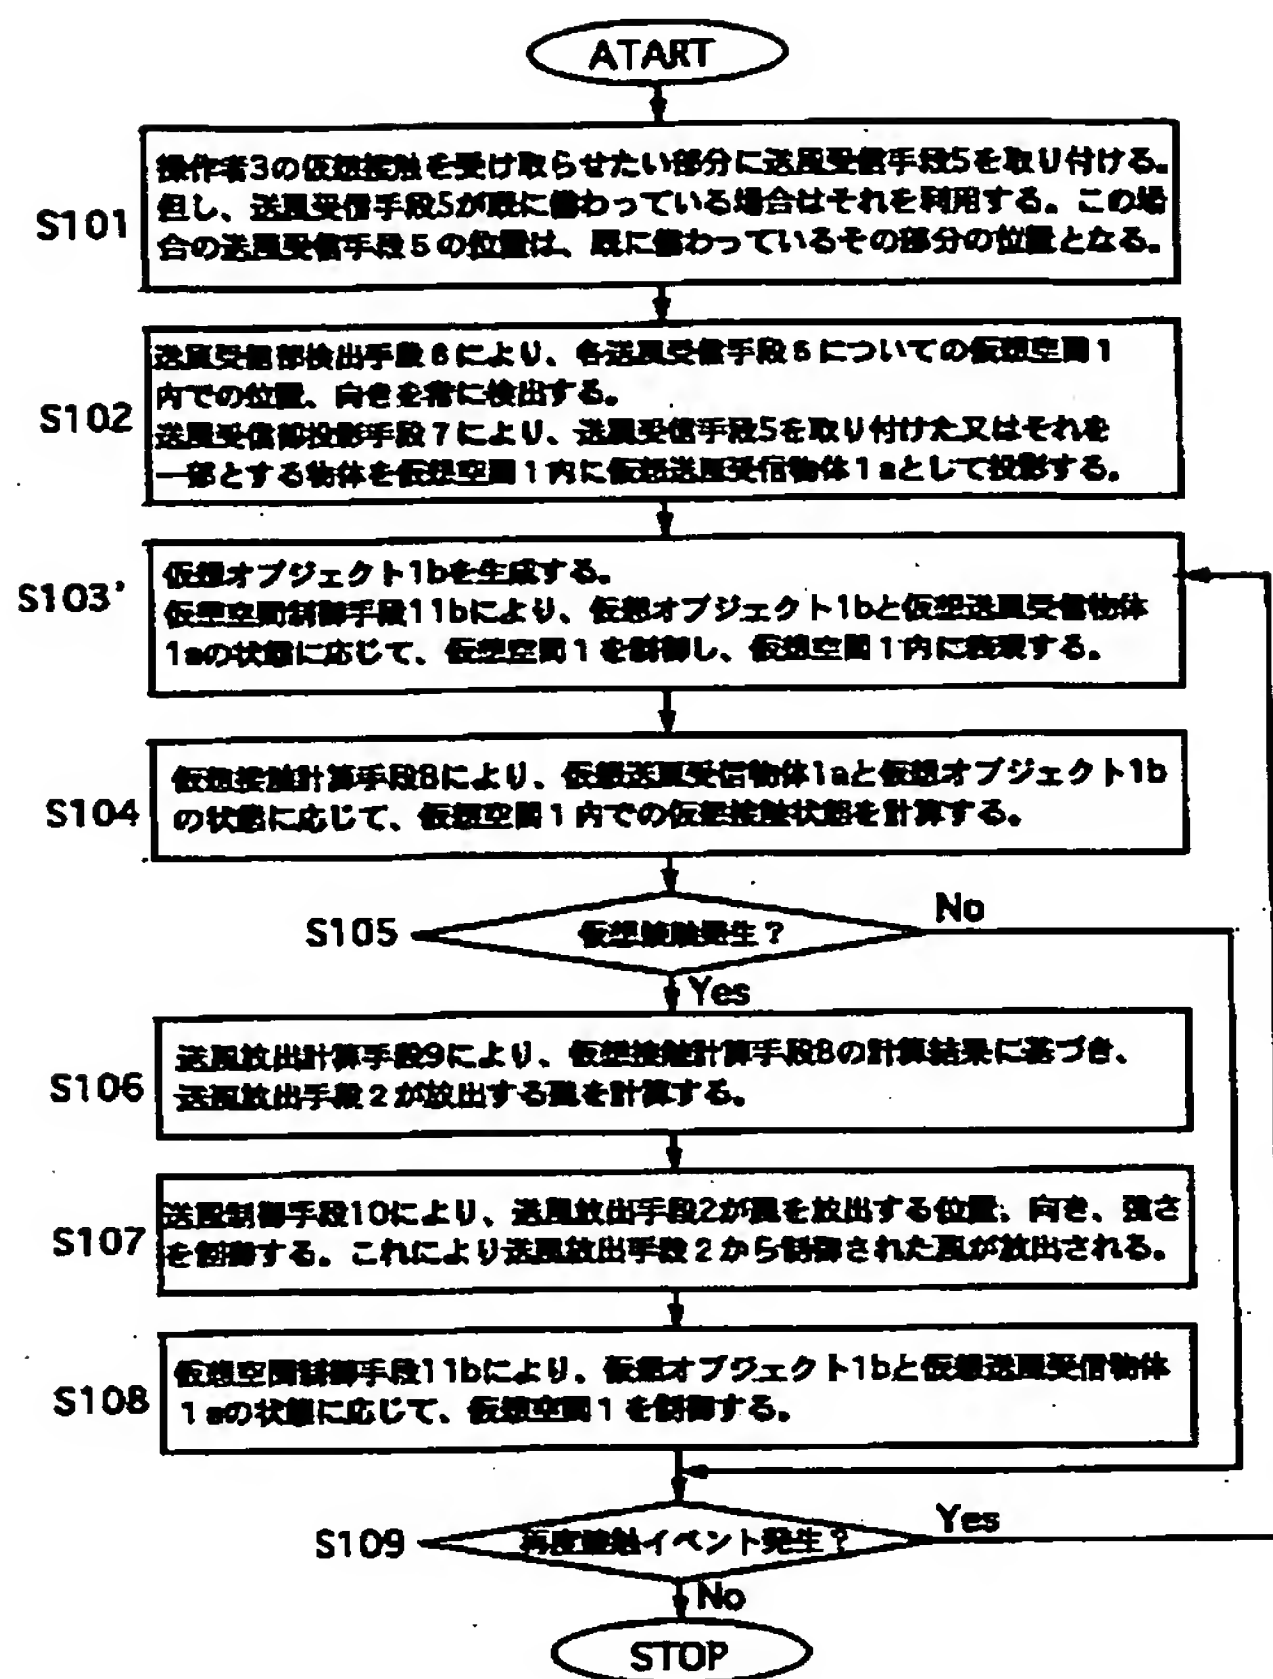 ATART
S101
操作者3の仮想接触を受け取らせたい部分に送風受信手段5を取り付ける。
但し、送風受信手段5が既に備わっている場合はそれを利用する。この場
合の送風受信手段5の位置は、既に備わっているその部分の位置となる。
S102
送風受信部検出手段6により、各送風受信手段5についての仮想空間1
内での位置、向きを常に検出する。
送風受信部投影手段7により、送風受信手段5を取り付けた又はそれを
一部とする物体を仮想空間1内に仮想送風受信物体1aとして投影する。
S103'
仮想オブジェクト1bを生成する。
仮想空間制御手段11bにより、仮想オブジェクト1bと仮想送風受信物体
1aの状態に応じて、仮想空間1を制御し、仮想空間1内に表現する。
S104
仮想接触計算手段8により、仮想送風受信物体1aと仮想オブジェクト1b
の状態に応じて、仮想空間1内での仮想接触状態を計算する。
S105
仮想接触発生？
No
Yes
S106
送風放出計算手段9により、仮想接触計算手段8の計算結果に基づき、
送風放出手段2が放出する風を計算する。
S107
送風制御手段10により、送風放出手段2が風を放出する位置、向き、強さ
を制御する。これにより送風放出手段2から制御された風が放出される。
S108
仮想空間制御手段11bにより、仮想オブジェクト1bと仮想送風受信物体
1aの状態に応じて、仮想空間1を制御する。
S109
再度接触イベント発生？
Yes
No
STOP